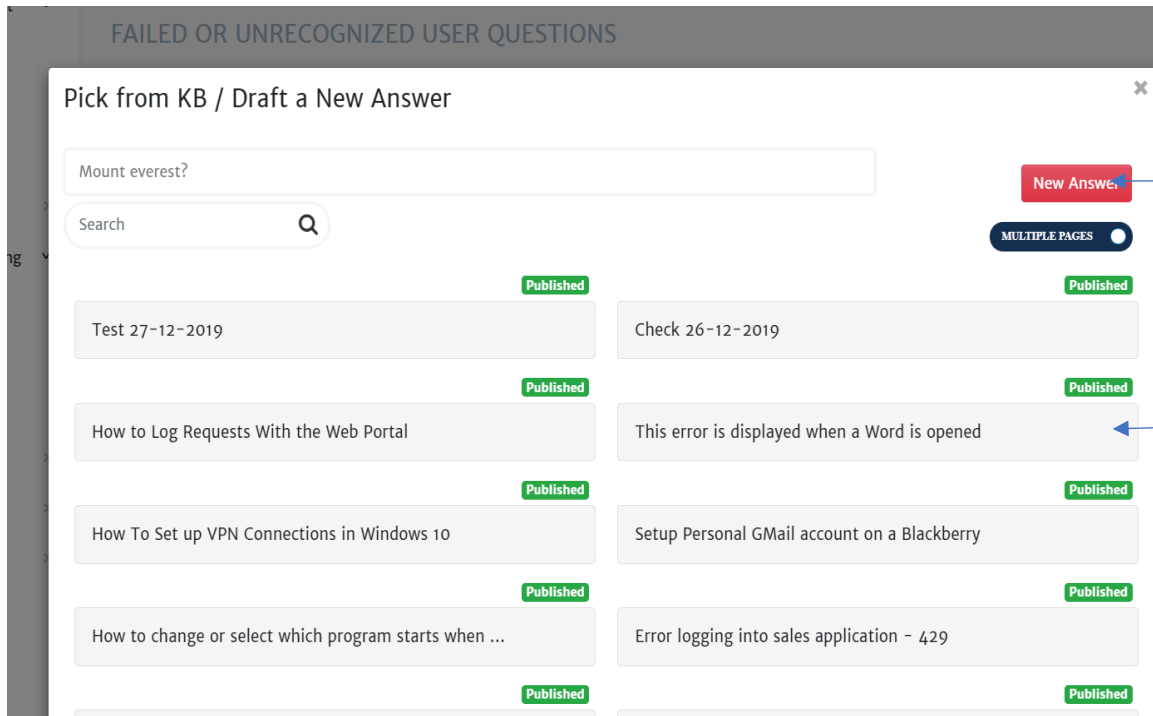 FAILED OR UNRECOGNIZED USER QUESTIONS
Pick from KB / Draft a New Answer
Mount everest?
New Answer
Search
MULTIPLE PAGES
ng
Published
Published
Test 27-12-2019
Check 26-12-2019
Published
Published
How to Log Requests With the Web Portal
This error is displayed when a Word is opened
Published
Published
How To Set up VPN Connections in Windows 10
Setup Personal GMail account on a Blackberry
Published
Published
How to change or select which program starts when ...
Error logging into sales application - 429
Published
Published